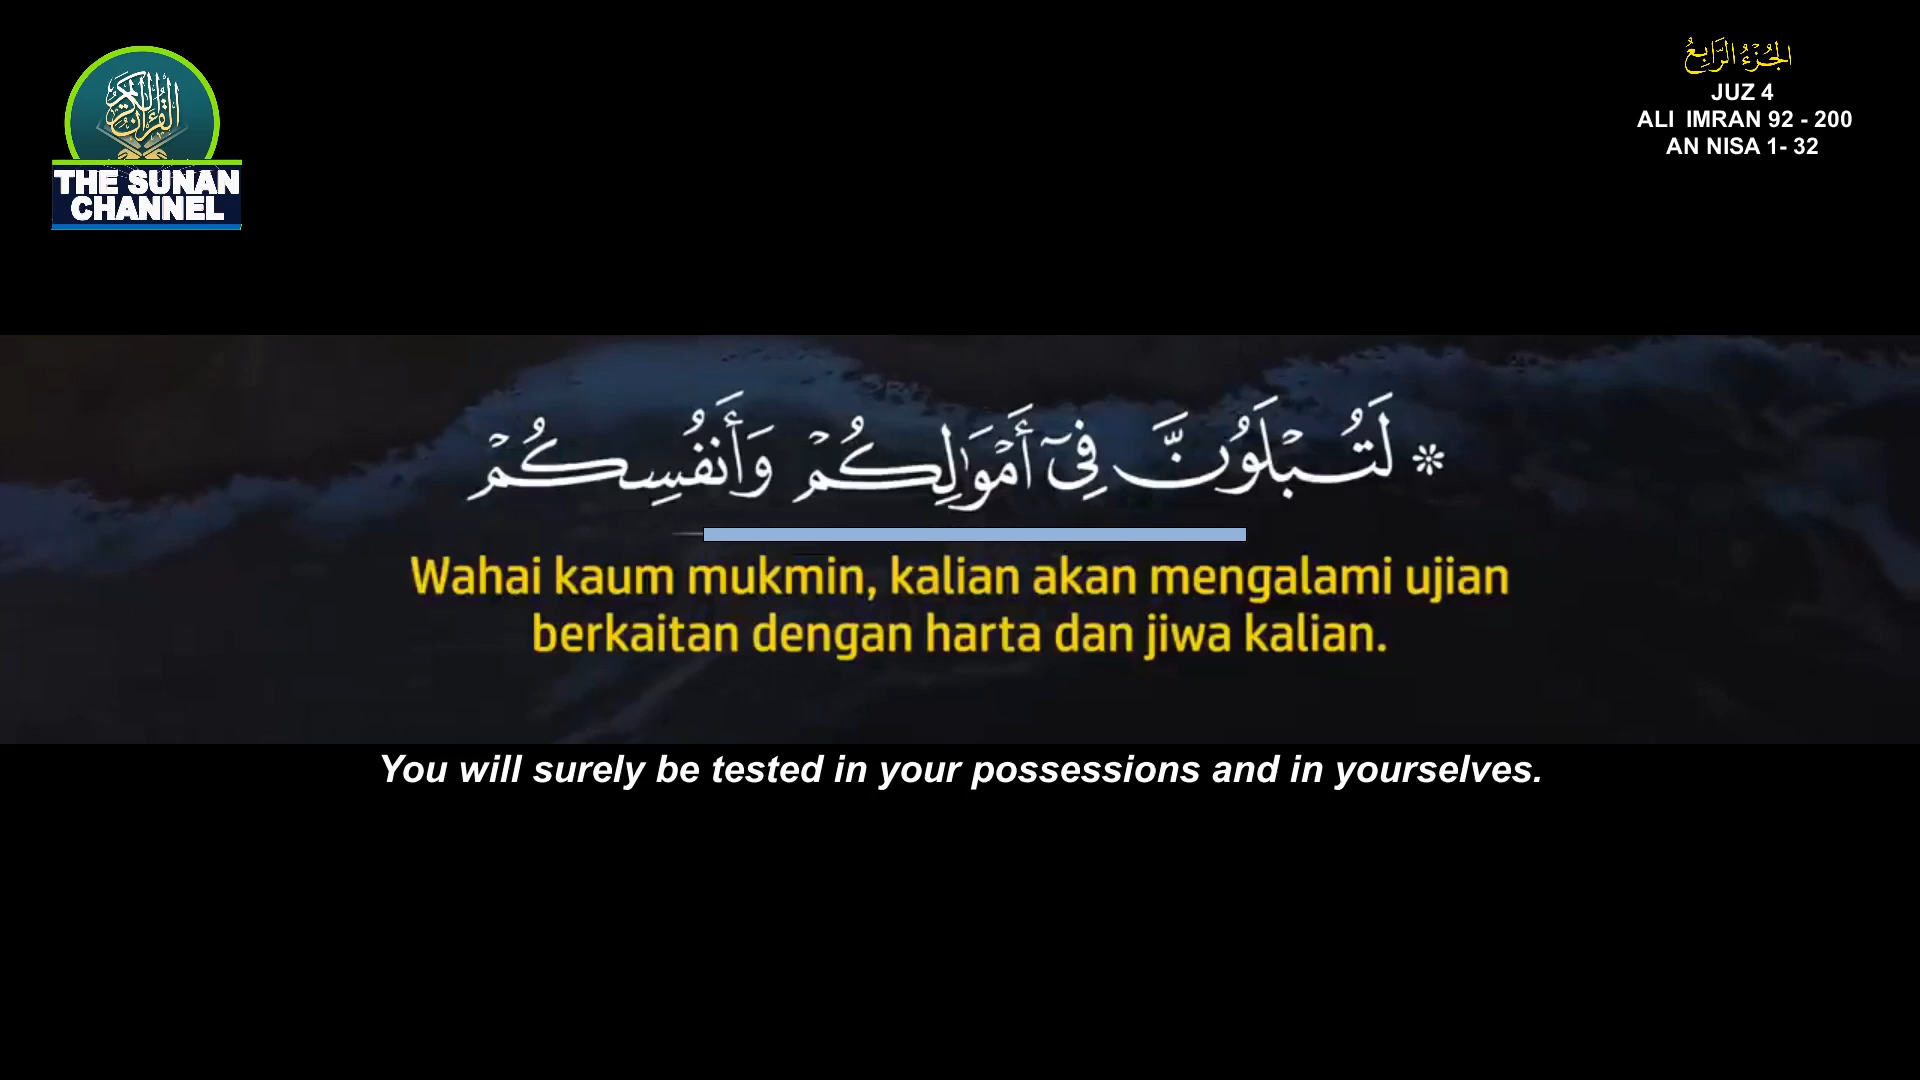 القرآن الكريم
THE SUNAN
CHANNEL
الجُزْءُ الرَّابِعُ
JUZ 4
ALI IMRAN 92 - 200
AN NISA 1- 32
۞ لَتُبْلَوُنَّ فِىٓ أَمْوَٰلِكُمْ وَأَنفُسِكُمْ
Wahai kaum mukmin, kalian akan mengalami ujian
berkaitan dengan harta dan jiwa kalian.
You will surely be tested in your possessions and in yourselves.